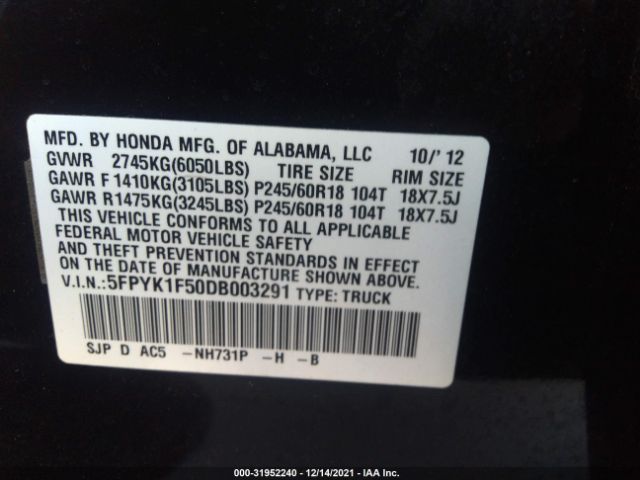 MFD. BY HONDA MFG. OF ALABAMA, LLC 10/'12
GVWR 2745KG(6050LBS) TIRE SIZE RIM SIZE
GAWR F1410KG(3105LBS) P245/60R18 104T 18X7.5J
GAWR R1475KG(3245LBS) P245/60R18 104T 18X7.5J
THIS VEHICLE CONFORMS TO ALL APPLICABLE
FEDERAL MOTOR VEHICLE SAFETY
AND THEFT PREVENTION STANDARDS IN EFFECT
ON THE DATE OF MANUFACTURE SHOWN ABOVE.
V.I.N.:5FPYK1F50DB003291 TYPE: TRUCK
SJP D AC5 -NH731P -H -B
000-31952240 - 12/14/2021 - IAAI.COM